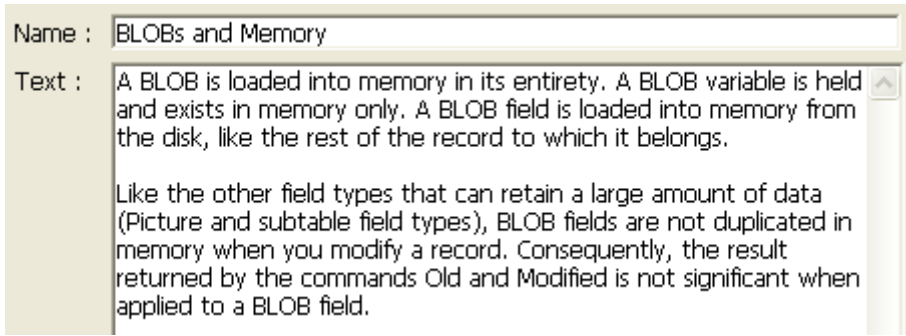 Name : BLOBs and Memory
Text : A BLOB is loaded into memory in its entirety. A BLOB variable is held
and exists in memory only. A BLOB field is loaded into memory from
the disk, like the rest of the record to which it belongs.
Like the other field types that can retain a large amount of data
(Picture and subtable field types), BLOB fields are not duplicated in
memory when you modify a record. Consequently, the result
returned by the commands Old and Modified is not significant when
applied to a BLOB field.